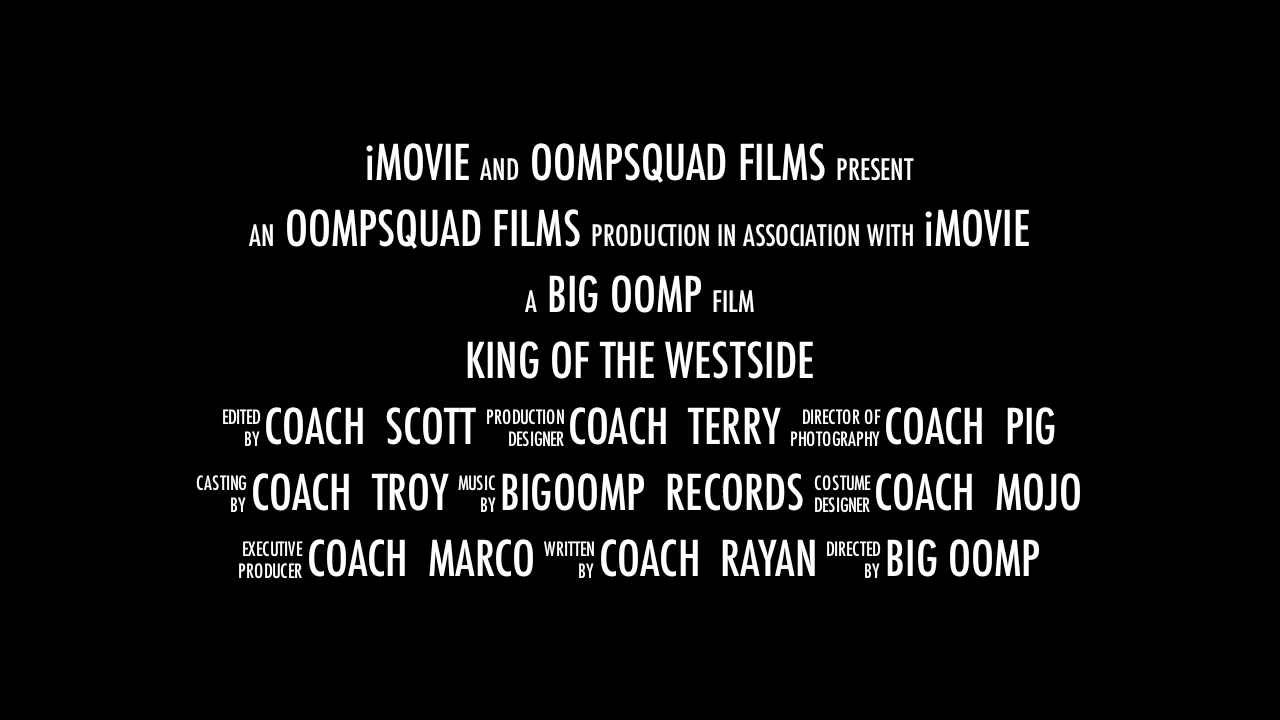 iMOVIE AND OOMPSQUAD FILMS PRESENT
AN OOMPSQUAD FILMS PRODUCTION IN ASSOCIATION WITH iMOVIE
A BIG OOMP FILM
KING OF THE WESTSIDE
EDITED BY COACH SCOTT PRODUCTION DESIGNER COACH TERRY DIRECTOR OF PHOTOGRAPHY COACH PIG
CASTING BY COACH TROY MUSIC BY BIGOOMP RECORDS COSTUME DESIGNER COACH MOJO
EXECUTIVE PRODUCER COACH MARCO WRITTEN BY COACH RAYAN DIRECTED BY BIG OOMP